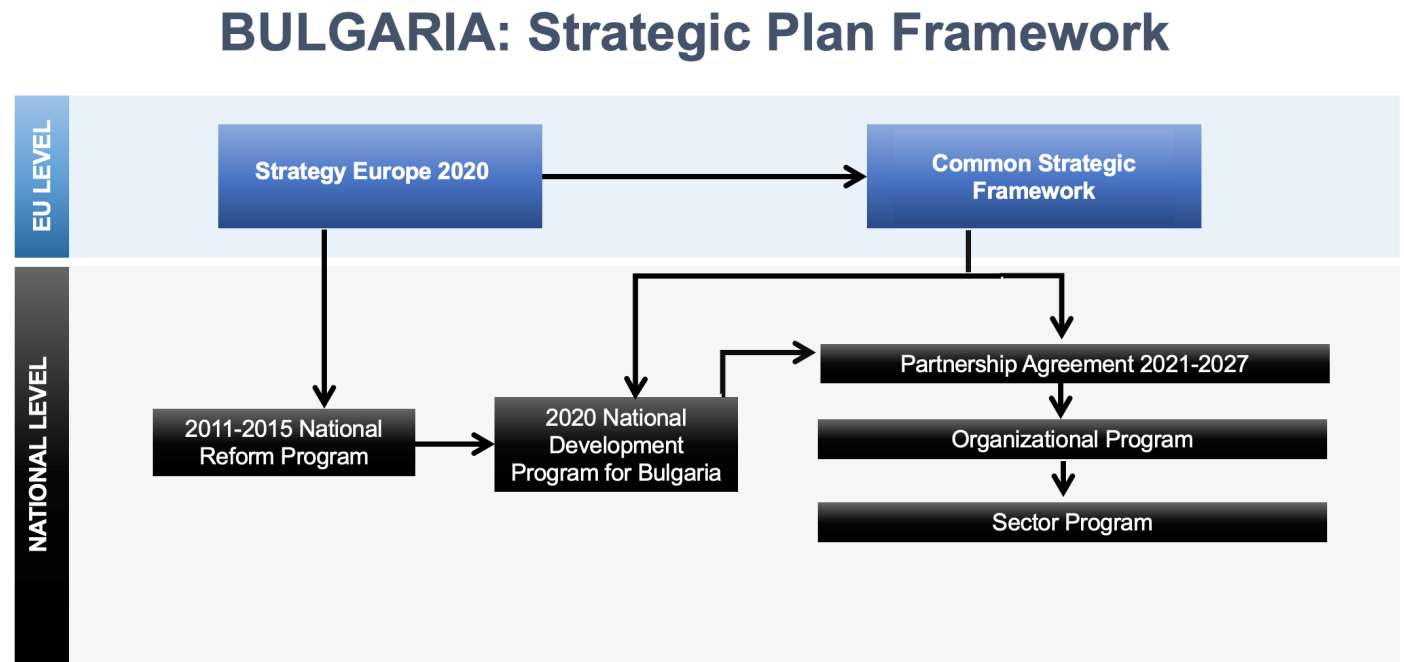 BULGARIA: Strategic Plan Framework
EU LEVEL
Strategy Europe 2020
Common Strategic
Framework
NATIONAL LEVEL
2011-2015 National
Reform Program
2020 National
Development
Program for Bulgaria
Partnership Agreement 2021-2027
Organizational Program
Sector Program